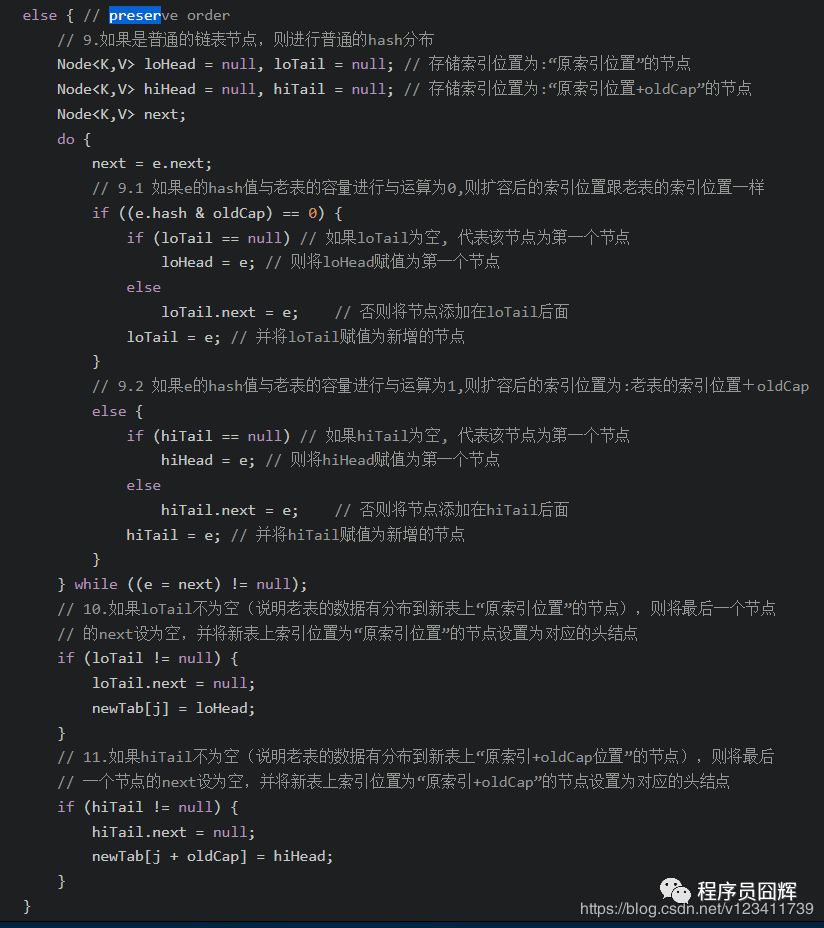 else { // preserve order
// 9.如果是普通的链表节点，则进行普通的hash分布
Node<K,V> loHead = null, loTail = null; // 存储索引位置为:“原索引位置”的节点
Node<K,V> hiHead = null, hiTail = null; // 存储索引位置为:“原索引位置+oldCap”的节点
Node<K,V> next;
do {
next = e.next;
// 9.1 如果e的hash值与老表的容量进行与运算为0,则扩容后的索引位置跟老表的索引位置一样
if ((e.hash & oldCap) == 0) {
if (loTail == null) // 如果loTail为空, 代表该节点为第一个节点
loHead = e; // 则将loHead赋值为第一个节点
else
loTail.next = e;    // 否则将节点添加在loTail后面
loTail = e; // 并将loTail赋值为新增的节点
}
// 9.2 如果e的hash值与老表的容量进行与运算为1,则扩容后的索引位置为:老表的索引位置＋oldCap
else {
if (hiTail == null) // 如果hiTail为空, 代表该节点为第一个节点
hiHead = e; // 则将hiHead赋值为第一个节点
else
hiTail.next = e;    // 否则将节点添加在hiTail后面
hiTail = e; // 并将hiTail赋值为新增的节点
}
} while ((e = next) != null);
// 10.如果loTail不为空（说明老表的数据有分布到新表上“原索引位置”的节点），则将最后一个节点
// 的next设为空，并将新表上索引位置为“原索引位置”的节点设置为对应的头结点
if (loTail != null) {
loTail.next = null;
newTab[j] = loHead;
}
// 11.如果hiTail不为空（说明老表的数据有分布到新表上“原索引+oldCap位置”的节点），则将最后
// 一个节点的next设为空，并将新表上索引位置为“原索引+oldCap”的节点设置为对应的头结点
if (hiTail != null) {
hiTail.next = null;
newTab[j + oldCap] = hiHead;
}
}
程序员囧辉
https://blog.csdn.net/v123411739